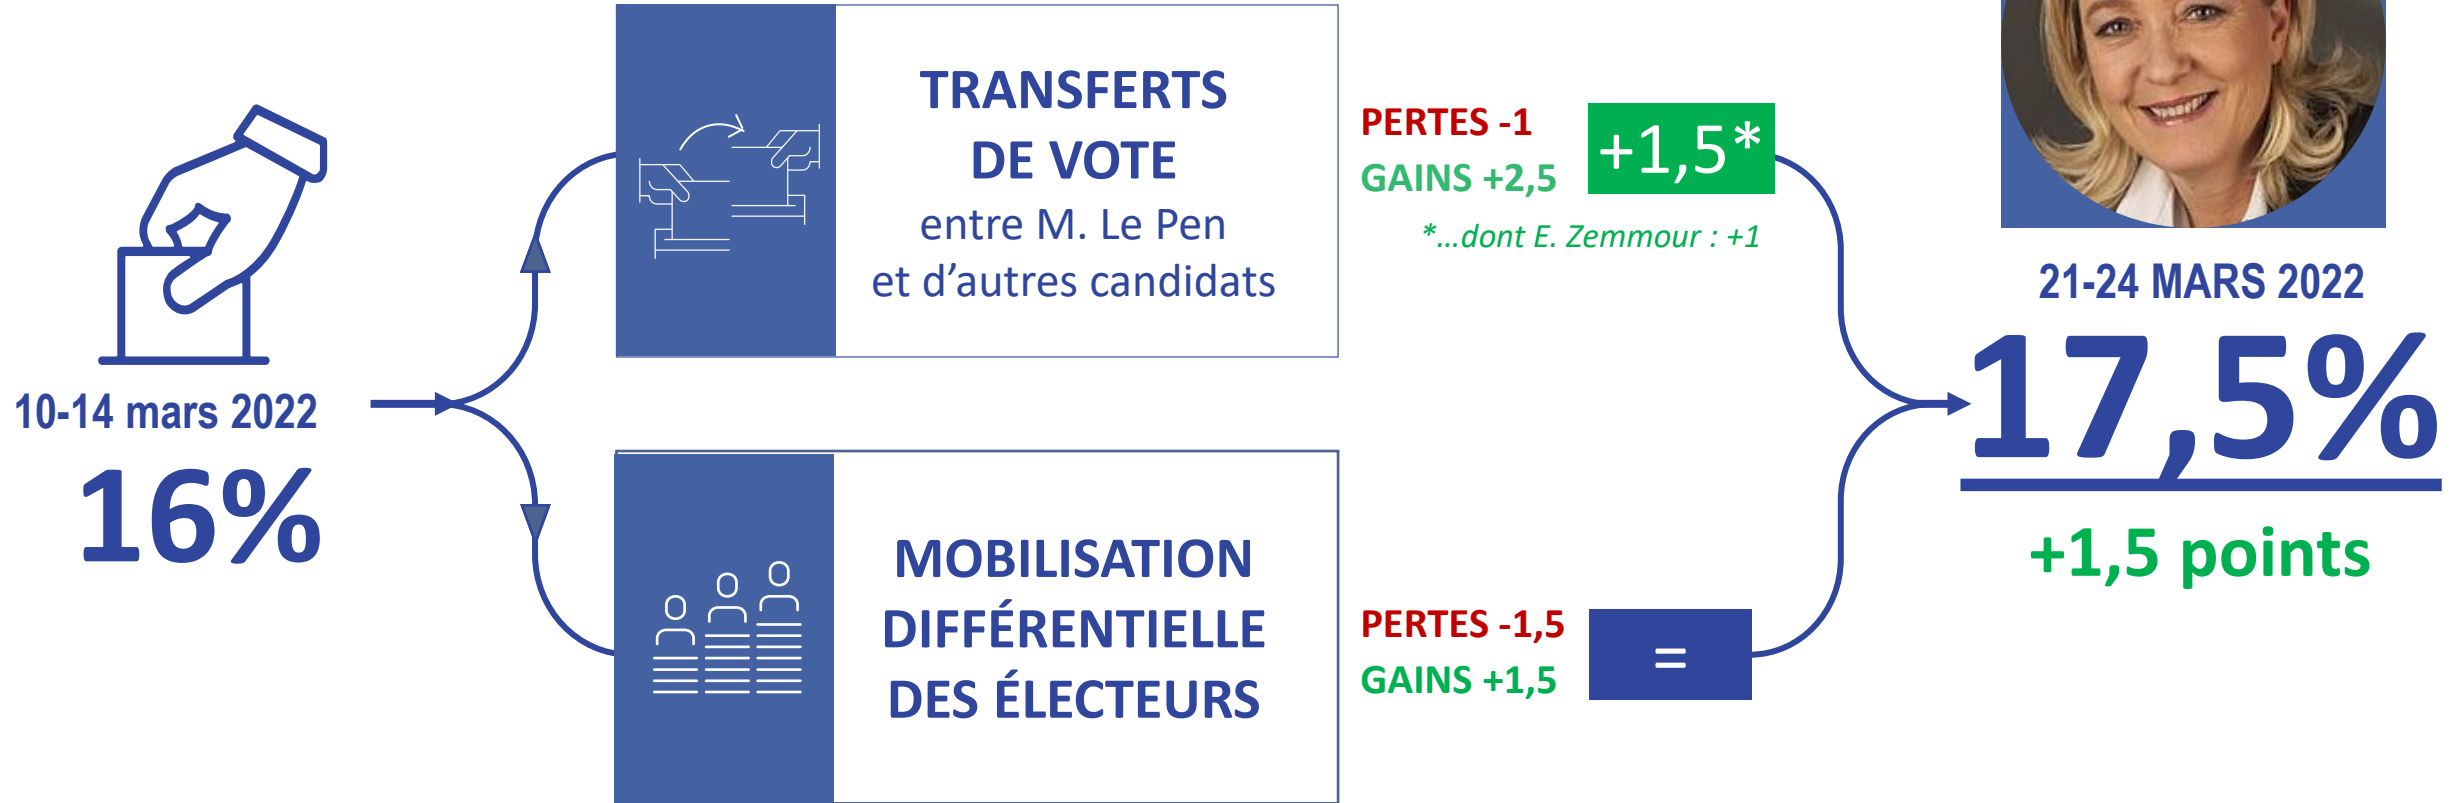 10-14 mars 2022
16%
TRANSFERTS
DE VOTE
entre M. Le Pen
et d’autres candidats
PERTES -1
GAINS +2,5
+1,5*
*…dont E. Zemmour : +1
MOBILISATION
DIFFÉRENTIELLE
DES ÉLECTEURS
PERTES -1,5
GAINS +1,5
=
21-24 MARS 2022
17,5%
+1,5 points